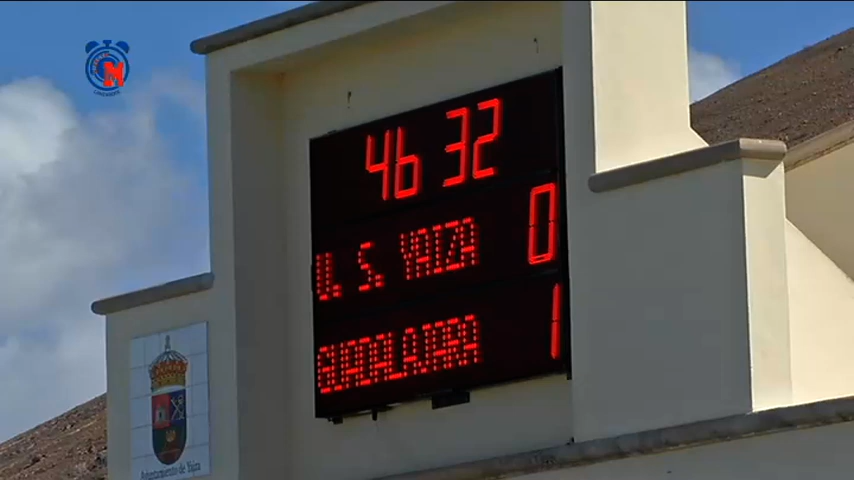 46 32
U.S. YAIZA 0
GUADALAJARA 1
Ayuntamiento de Yaiza
M